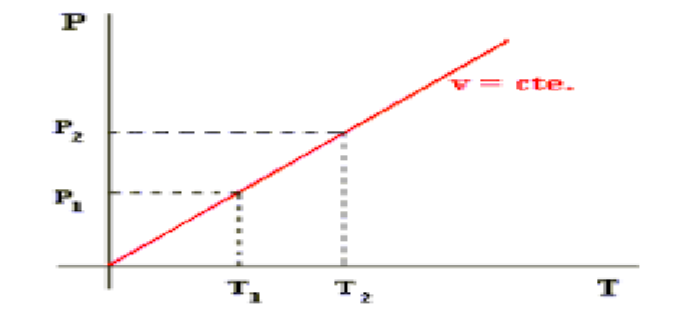 P
v = cte.
P₂
P₁
T₁
T₂
T